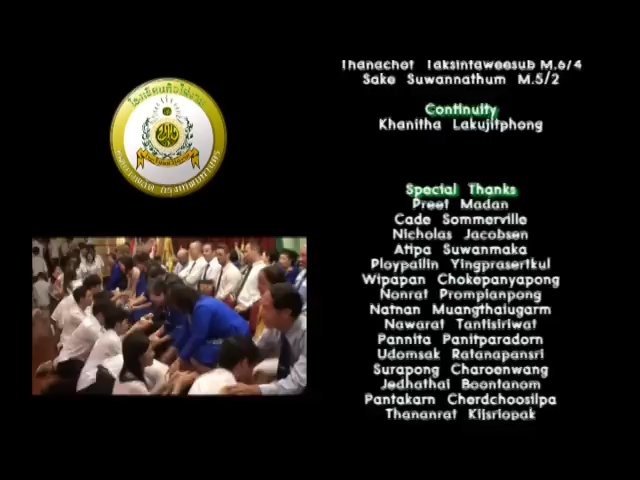 Thanachot Taksintaweesub M.6/4
Sake Suwannathum M.5/2
Continuity
Khanitha Lakujitphong
Special Thanks
Preet Madan
Cade Sommerville
Nicholas Jacobsen
Atipa Suwanmaka
Ploypailin Yingprasertkul
Wipapan Chokepanyapong
Nonrat Prompianpong
Natnan Muangthaiugarm
Nawarat Tantisiriwat
Pannita Panitparadorn
Udomsak Ratanapansri
Surapong Charoenwang
Jedhathai Boontanom
Pantakarn Cherdchoosilpa
Thananrat Kijsriopak